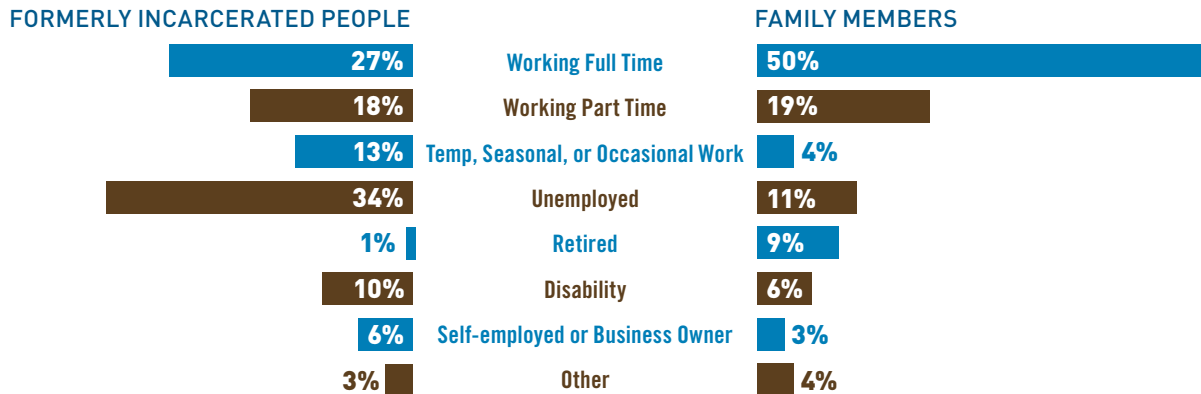 FORMERLY INCARCERATED PEOPLE FAMILY MEMBERS
27% Working Full Time 50%
18% Working Part Time 19%
13% Temp, Seasonal, or Occasional Work 4%
34% Unemployed 11%
1% Retired 9%
10% Disability 6%
6% Self-employed or Business Owner 3%
3% Other 4%